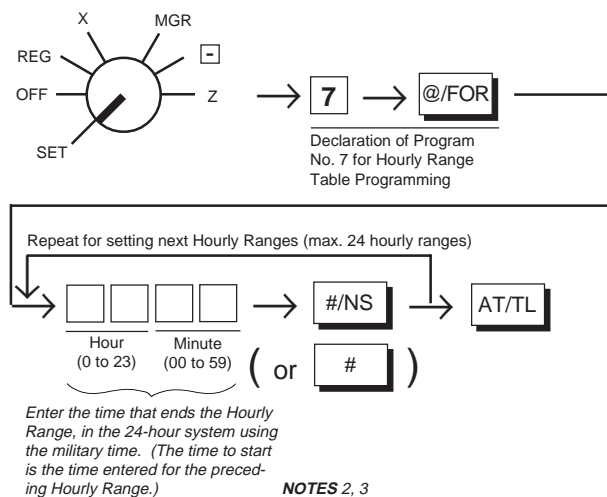 X
MGR
REG
-
OFF
Z
SET
7
@/FOR
Declaration of Program
No. 7 for Hourly Range
Table Programming
Repeat for setting next Hourly Ranges (max. 24 hourly ranges)
#/NS
AT/TL
Hour
(0 to 23)
Minute
(00 to 59)
( or # )
Enter the time that ends the Hourly
Range, in the 24-hour system using
the military time. (The time to start
is the time entered for the preced-
ing Hourly Range.)
NOTES 2, 3